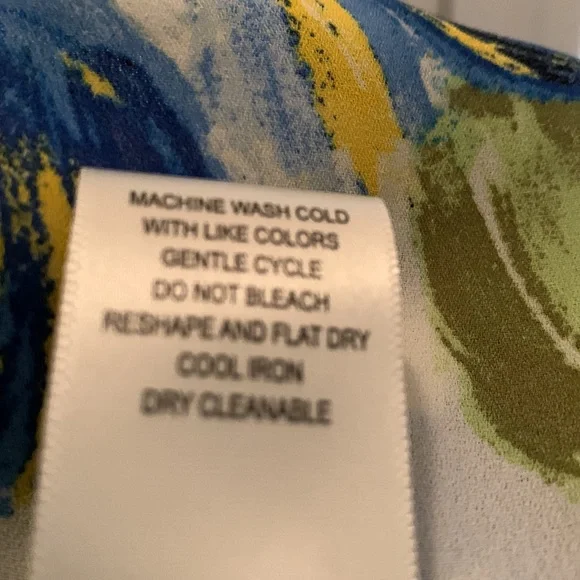 MACHINE WASH COLD
WITH LIKE COLORS
GENTLE CYCLE
DO NOT BLEACH
RESHAPE AND FLAT DRY
COOL IRON
DRY CLEANABLE